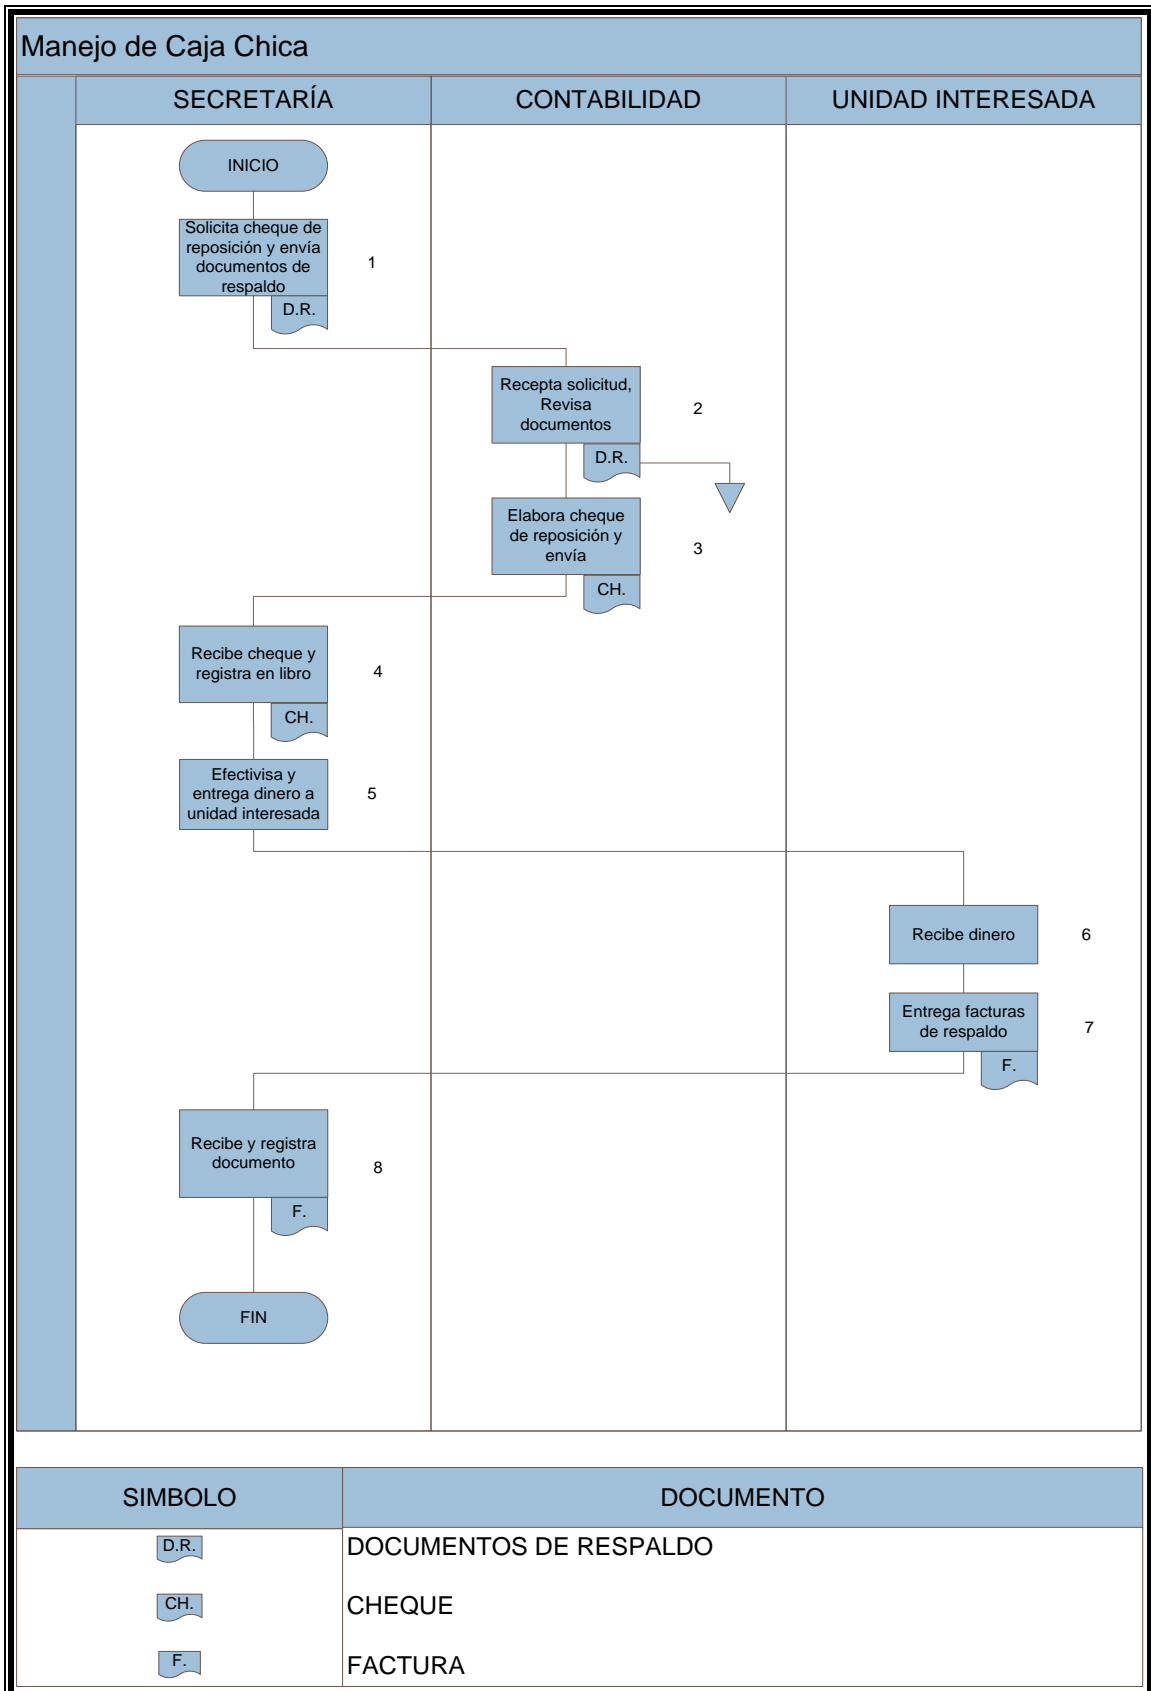 Manejo de Caja Chica
SECRETARÍA
CONTABILIDAD
UNIDAD INTERESADA
INICIO
Solicita cheque de
reposición y envía
documentos de
respaldo
1
D.R.
Recepta solicitud,
Revisa
documentos
2
D.R.
Elabora cheque
de reposición y
envía
3
CH.
Recibe cheque y
registra en libro
4
CH.
Efectivisa y
entrega dinero a
unidad interesada
5
Recibe dinero
6
Entrega facturas
de respaldo
7
F.
Recibe y registra
documento
8
F.
FIN
SIMBOLO
DOCUMENTO
D.R.
DOCUMENTOS DE RESPALDO
CH.
CHEQUE
F.
FACTURA